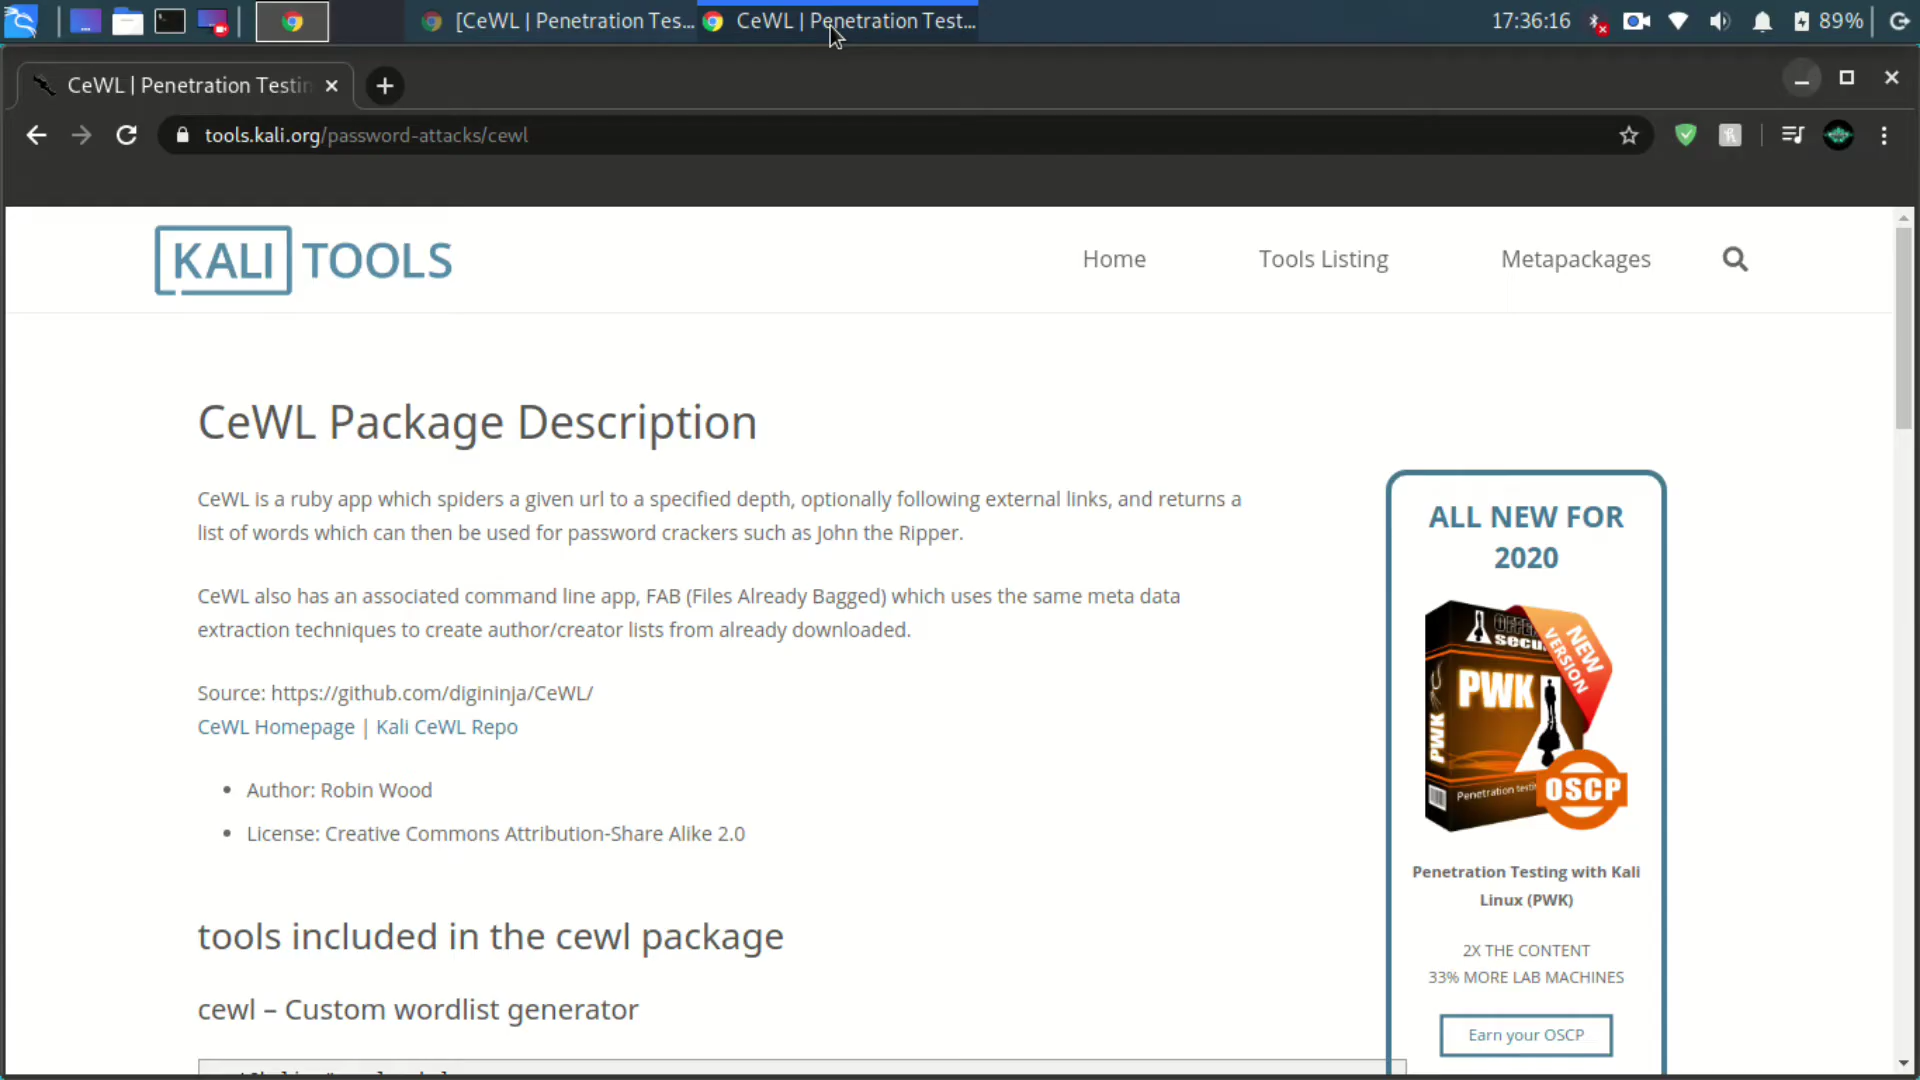 [CeWL | Penetration Tes...
CeWL | Penetration Test...
17:36:16
89%
CeWL | Penetration Testin
tools.kali.org/password-attacks/cewl
KALI TOOLS
Home
Tools Listing
Metapackages
CeWL Package Description
CeWL is a ruby app which spiders a given url to a specified depth, optionally following external links, and returns a
list of words which can then be used for password crackers such as John the Ripper.
CeWL also has an associated command line app, FAB (Files Already Bagged) which uses the same meta data
extraction techniques to create author/creator lists from already downloaded.
Source: https://github.com/digininja/CeWL/
CeWL Homepage | Kali CeWL Repo
• Author: Robin Wood
• License: Creative Commons Attribution-Share Alike 2.0
tools included in the cewl package
cewl – Custom wordlist generator
ALL NEW FOR
2020
NEW
VERSION
PWK
PWK
OSCP
Penetration Testing with Kali
Linux (PWK)
2X THE CONTENT
33% MORE LAB MACHINES
Earn your OSCP